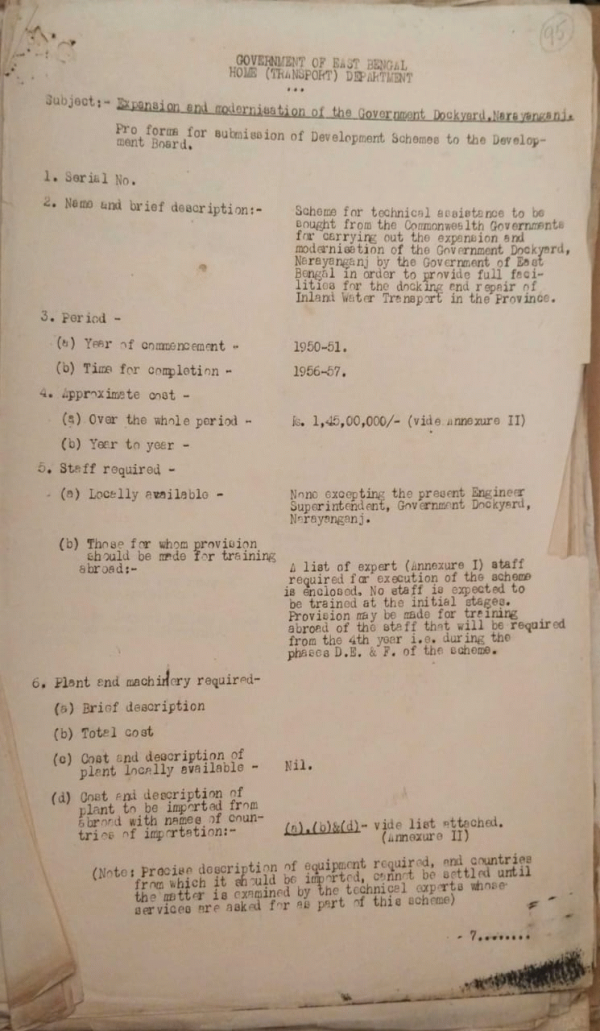 95
GOVERNMENT OF EAST BENGAL
HOME (TRANSPORT) DEPARTMENT
...
Subject:- Expansion and modernisation of the Government Dockyard,Narayanganj.
Pro forma for submission of Development Schemes to the Develop-
ment Board.
1. Serial No.
2. Name and brief description:-
Scheme for technical assistance to be
sought from the Commonwealth Governments
for carrying out the expansion and
modernisation of the Government Dockyard,
Narayanganj by the Government of East
Bengal in order to provide full faci-
lities for the docking and repair of
Inland Water Transport in the Province.
3. Period -
(a) Year of commencement - 1950-51.
(b) Time for completion - 1956-57.
4. Approximate cost -
(a) Over the whole period - Rs. 1,45,00,000/- (vide Annexure II)
(b) Year to year -
5. Staff required -
(a) Locally available - None excepting the present Engineer
Superintendent, Government Dockyard,
Narayanganj.
(b) Those for whom provision
should be made for training
abroad:-
A list of expert (Annexure I) staff
required for execution of the scheme
is enclosed. No staff is expected to
be trained at the initial stages.
Provision may be made for training
abroad of the staff that will be required
from the 4th year i.e. during the
phases D.E. & F. of the scheme.
6. Plant and machinery required-
(a) Brief description
(b) Total cost
(c) Cost and description of
plant locally available - Nil.
(d) Cost and description of
plant to be imported from
abroad with names of coun-
tries of importation:-
(a),(b)&(d)- vide list attached.
(Annexure II)
(Note: Precise description of equipment required, and countries
from which it should be imported, cannot be settled until
the matter is examined by the technical experts whose
services are asked for as part of this scheme)
- 7........